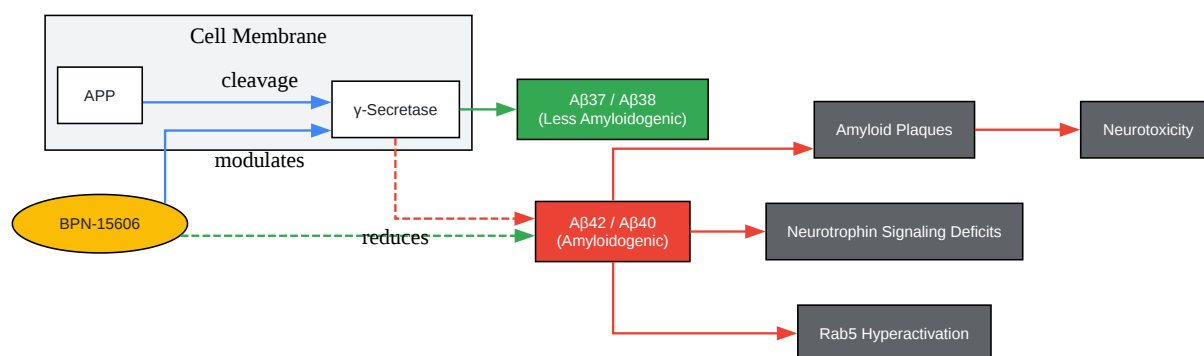 Cell Membrane
APP
cleavage
γ-Secretase
modulates
BPN-15606
reduces
Aβ37 / Aβ38
(Less Amyloidogenic)
Aβ42 / Aβ40
(Amyloidogenic)
Amyloid Plaques
Neurotoxicity
Neurotrophin Signaling Deficits
Rab5 Hyperactivation